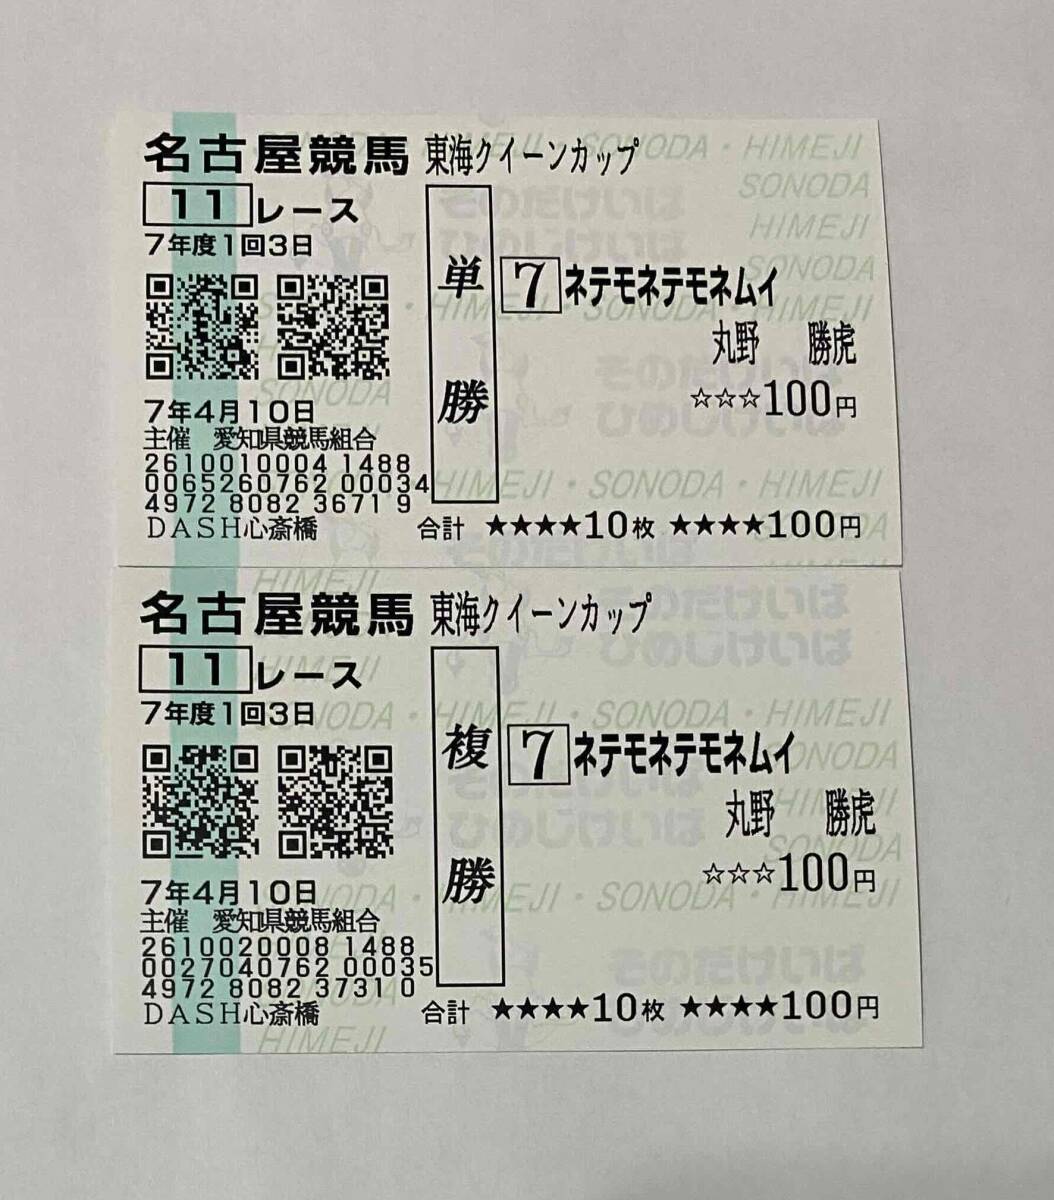 名古屋競馬 東海クイーンカップ
11 レース
7年度1回3日
単勝
7 ネテモネテモネムイ
丸野 勝虎
☆☆☆100円
7年4月10日
主催 愛知県競馬組合
2610010004 1488
0065260762 00034
4972 8082 3671 9
DASH心斎橋
合計 ★★★★10枚 ★★★★100円
名古屋競馬 東海クイーンカップ
11 レース
7年度1回3日
複勝
7 ネテモネテモネムイ
丸野 勝虎
☆☆☆100円
7年4月10日
主催 愛知県競馬組合
2610020008 1488
0027040762 00035
4972 8082 3731 0
DASH心斎橋
合計 ★★★★10枚 ★★★★100円